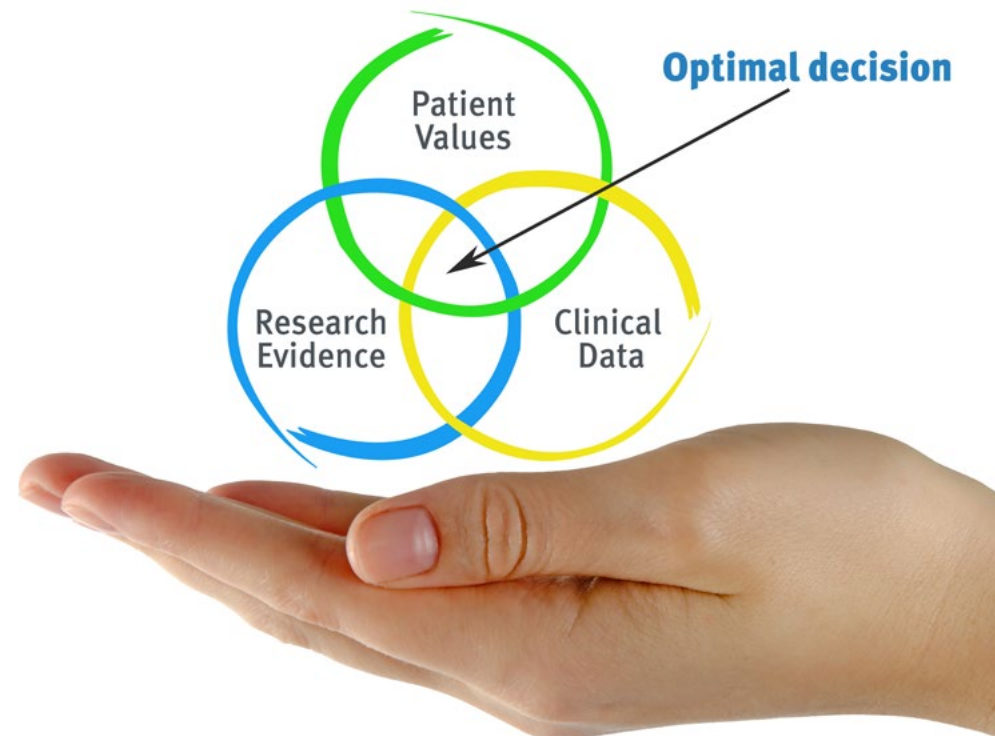 Optimal decision
Patient
Values
Research
Evidence
Clinical
Data